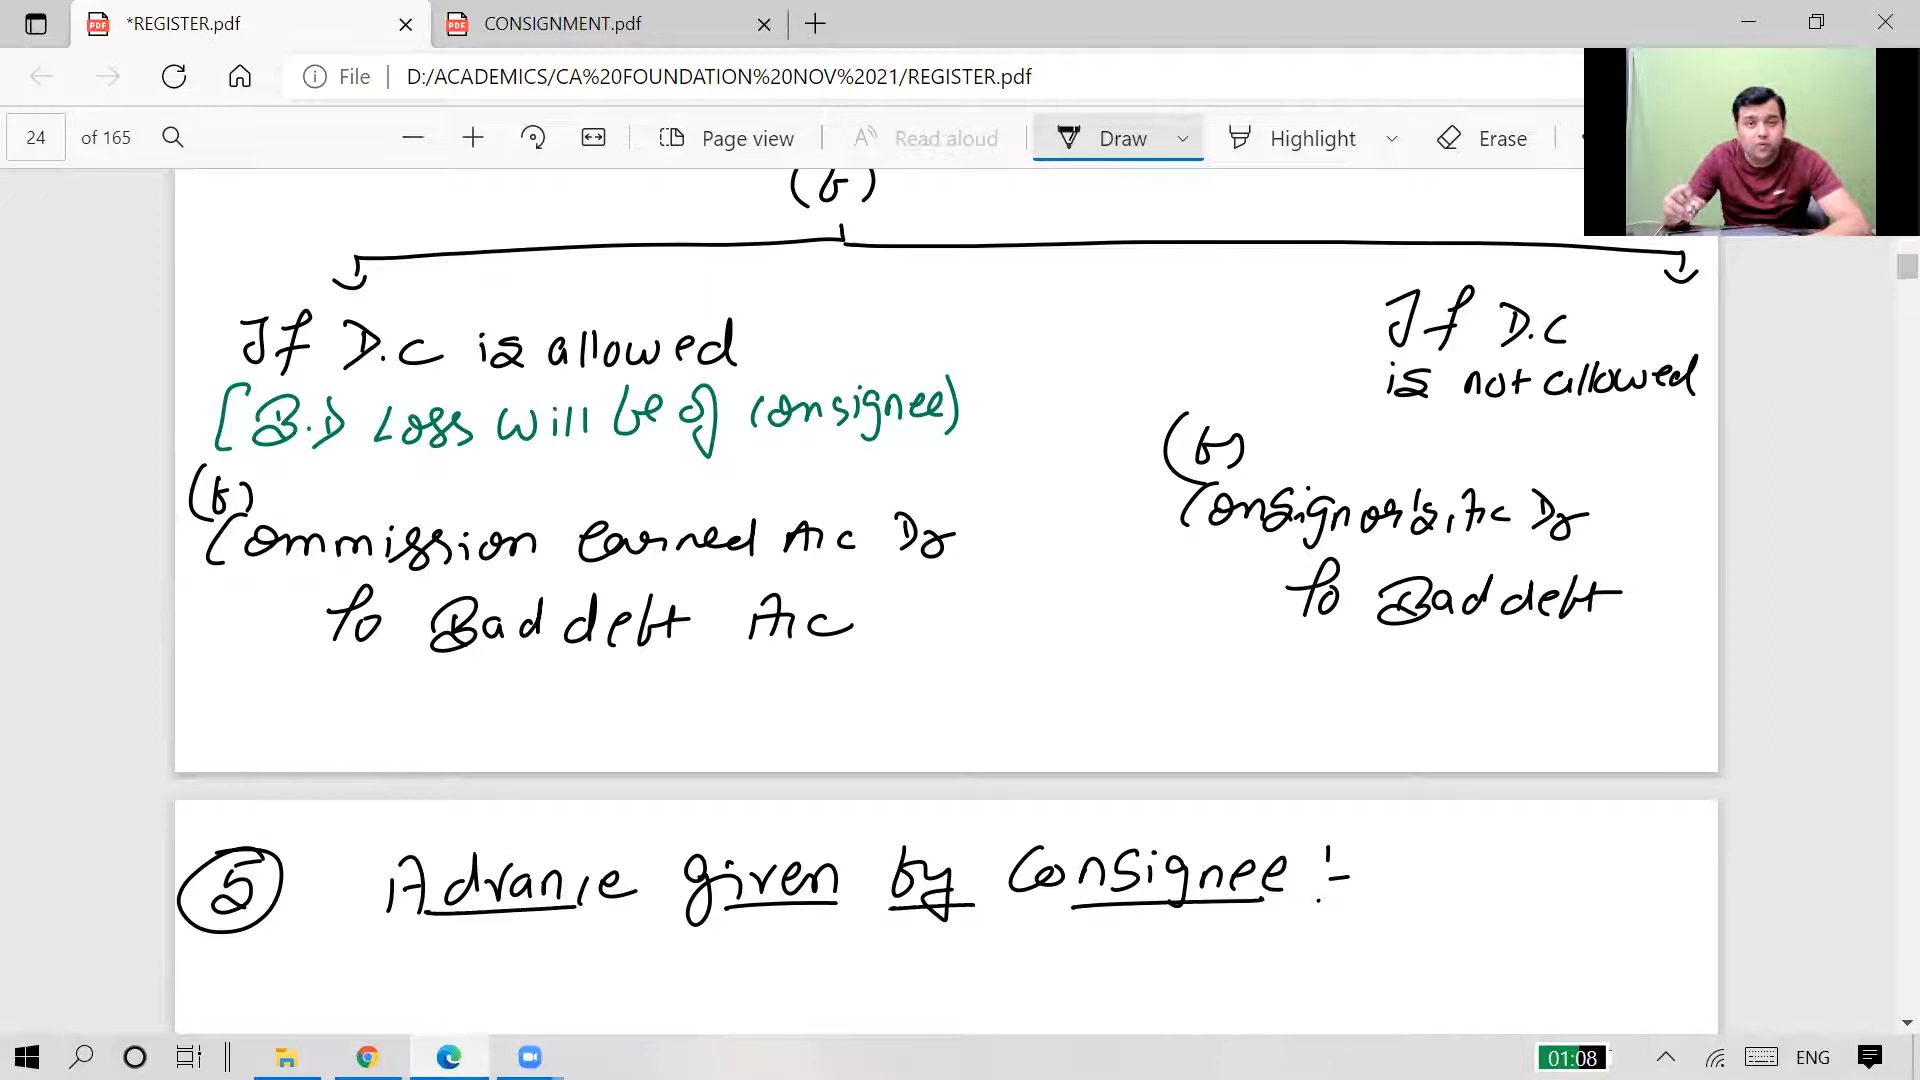 *REGISTER.pdf
CONSIGNMENT.pdf
File
D:/ACADEMICS/CA%20FOUNDATION%20NOV%2021/REGISTER.pdf
24 of 165
Page view
Read aloud
Draw
Highlight
Erase
(b)
If D.C is allowed
[B.D Loss will be of consignee)
(b)
Commission earned A/c Dr
To Bad debt A/c
If D.C
is not allowed
(b)
Consignor's A/c Dr
To Bad debt
5 Advance given by Consignee :-
01:08
ENG